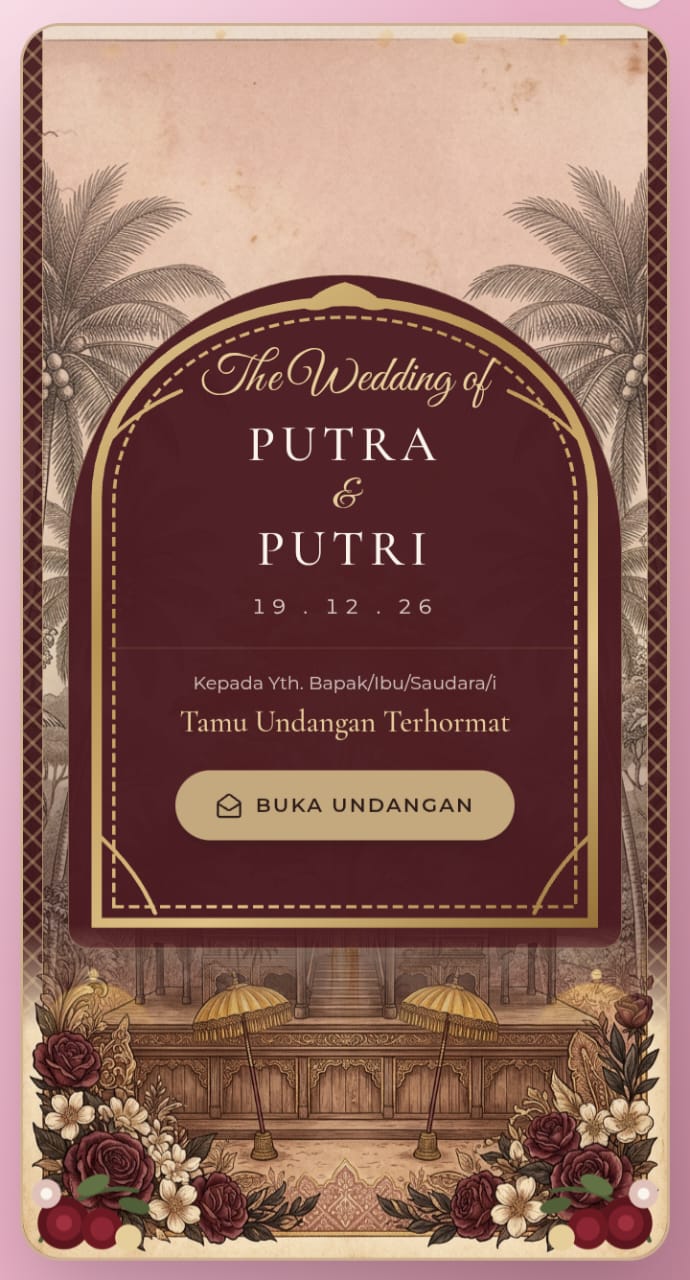 The Wedding of
PUTRA
&
PUTRI
19 . 12 . 26
Kepada Yth. Bapak/Ibu/Saudara/i
Tamu Undangan Terhormat
BUKA UNDANGAN